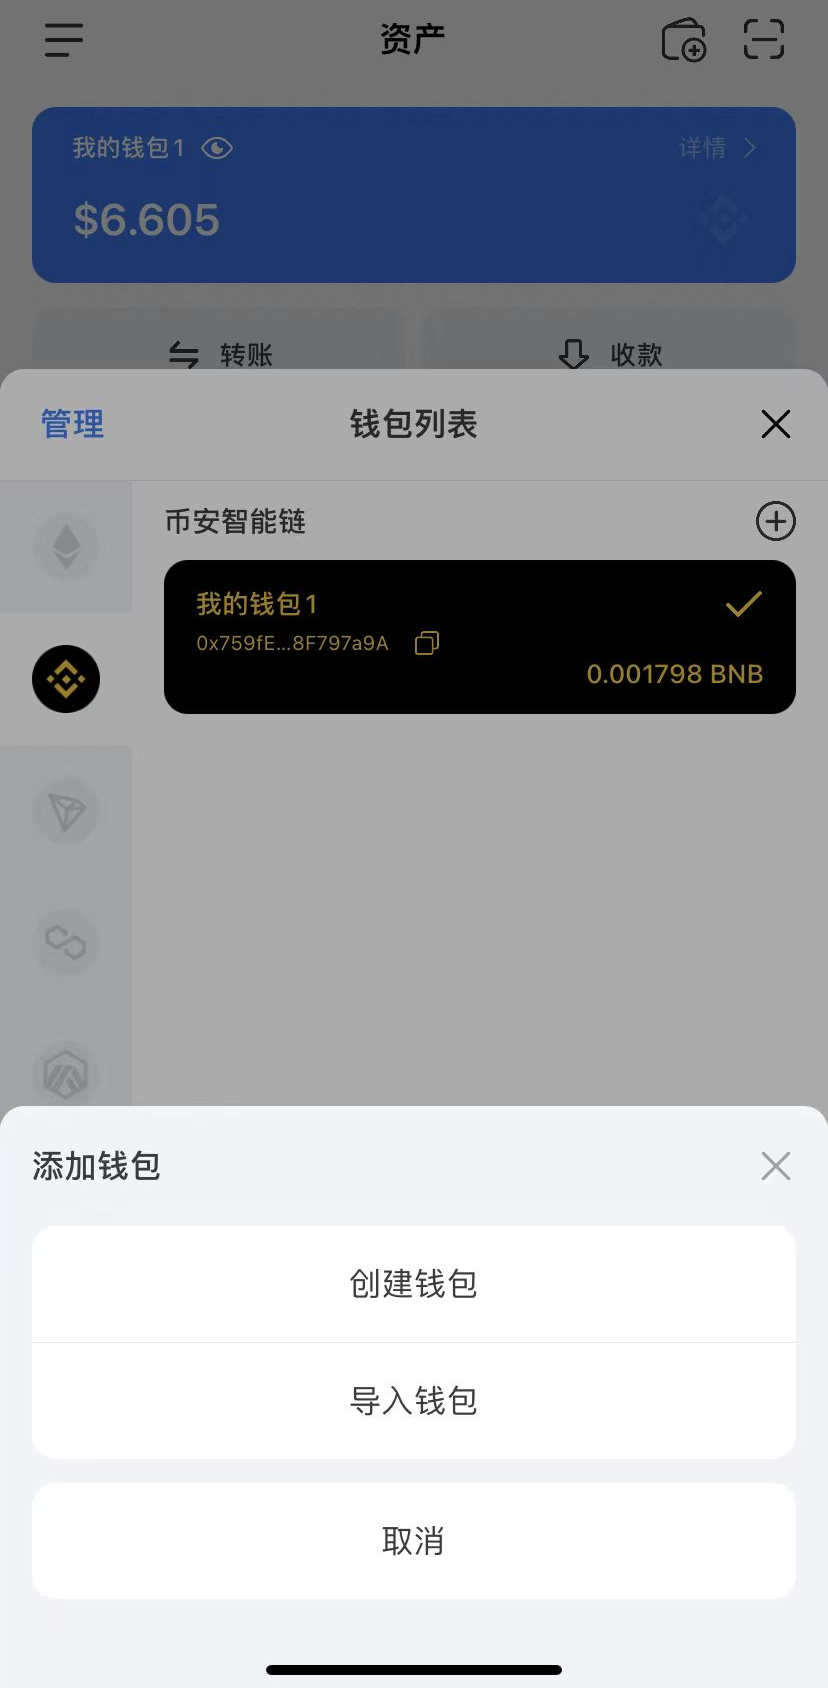 资产
我的钱包1
详情
$6.605
转账
收款
管理
钱包列表
币安智能链
我的钱包1
0x759fE...8F797a9A
0.001798 BNB
添加钱包
创建钱包
导入钱包
取消